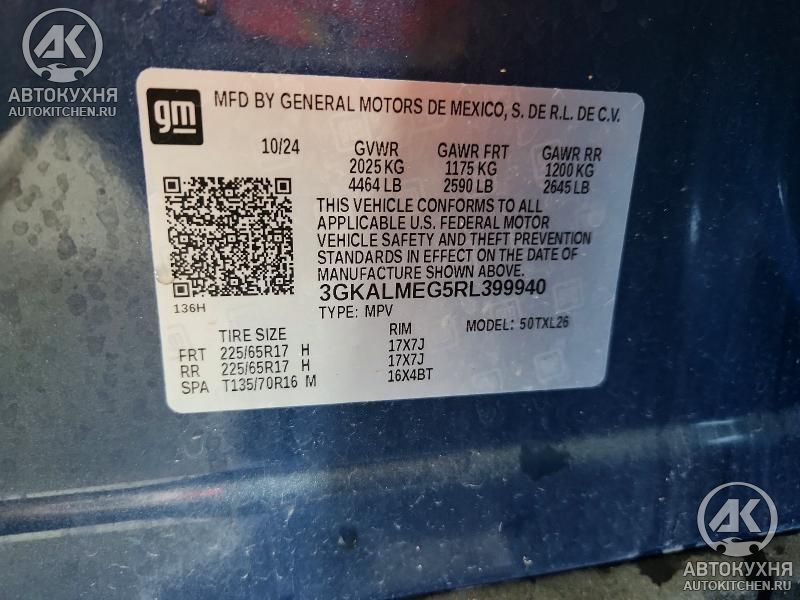 AK
АВТОКУХНЯ
AUTOKITCHEN.RU
gm
MFD BY GENERAL MOTORS DE MEXICO, S. DE R.L. DE C.V.
10/24 GVWR GAWR FRT GAWR RR
2025 KG 1175 KG 1200 KG
4464 LB 2590 LB 2645 LB
THIS VEHICLE CONFORMS TO ALL
APPLICABLE U.S. FEDERAL MOTOR
VEHICLE SAFETY AND THEFT PREVENTION
STANDARDS IN EFFECT ON THE DATE OF
MANUFACTURE SHOWN ABOVE.
136H
3GKALMEG5RL399940
TYPE: MPV MODEL: 50TXL26
TIRE SIZE RIM
FRT 225/65R17 H 17X7J
RR 225/65R17 H 17X7J
SPA T135/70R16 M 16X4BT
AK
АВТОКУХНЯ
AUTOKITCHEN.RU